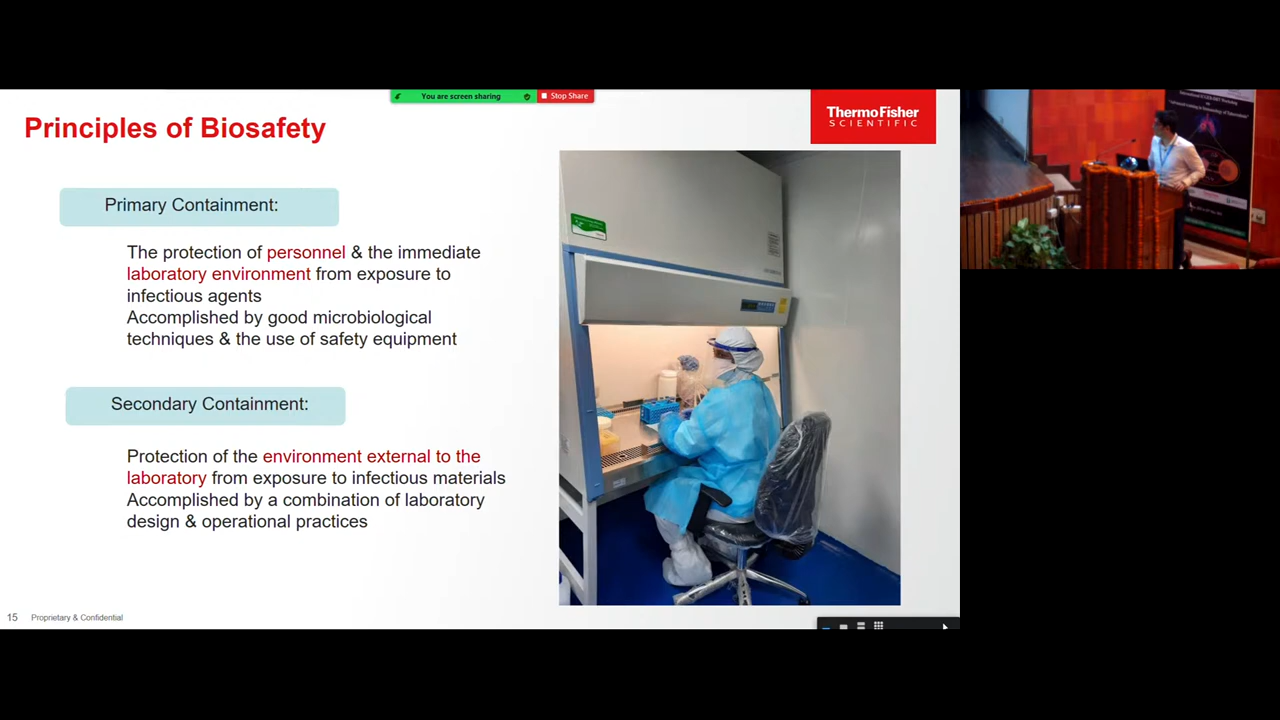 You are screen sharing
Stop Share
Principles of Biosafety
ThermoFisher
SCIENTIFIC
Primary Containment:
The protection of personnel & the immediate
laboratory environment from exposure to
infectious agents
Accomplished by good microbiological
techniques & the use of safety equipment
Secondary Containment:
Protection of the environment external to the
laboratory from exposure to infectious materials
Accomplished by a combination of laboratory
design & operational practices
15 Proprietary & Confidential